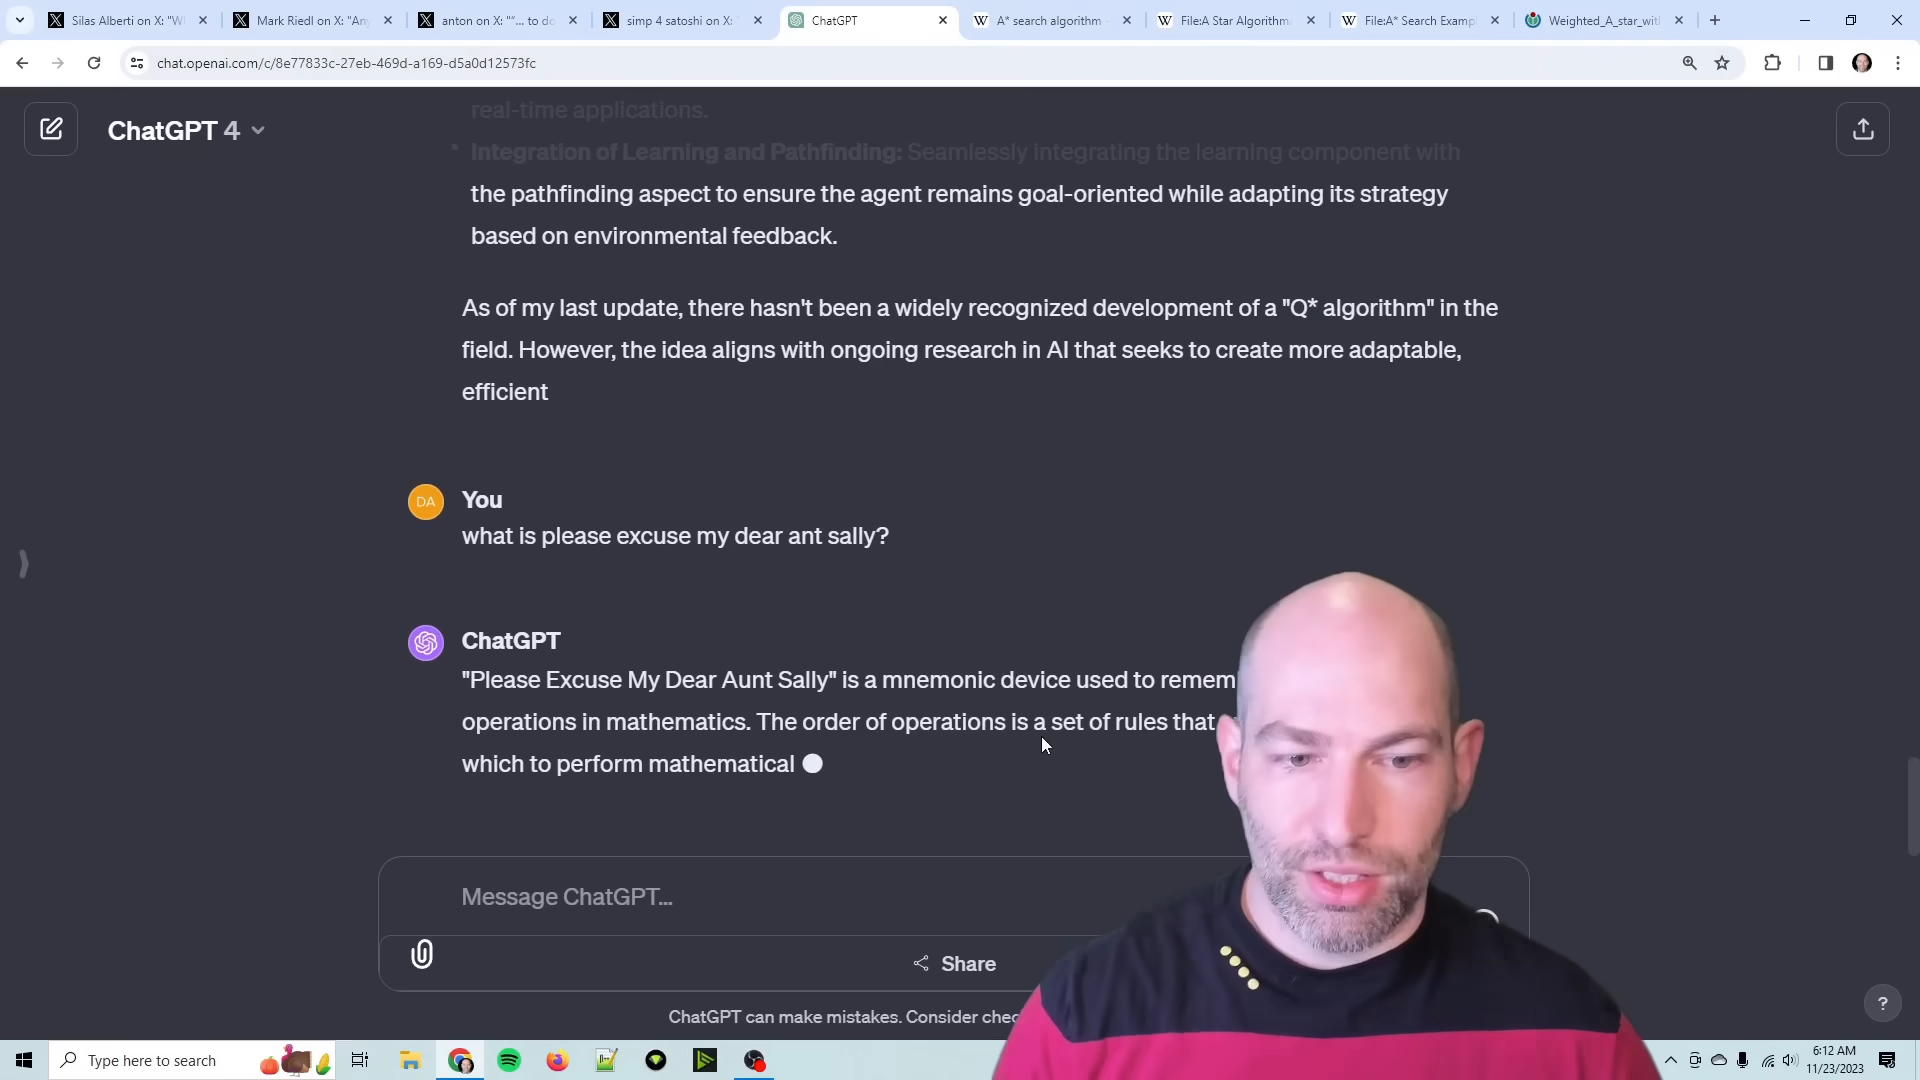 Silas Alberti on X: "W
Mark Riedl on X: "Any
anton on X: "“… to do
simp 4 satoshi on X: "
ChatGPT
A* search algorithm -
File:A Star Algorithm
File:A* Search Examp
Weighted_A_star_wit
chat.openai.com/c/8e77833c-27eb-469d-a169-d5a0d12573fc
real-time applications.
ChatGPT 4
• Integration of Learning and Pathfinding: Seamlessly integrating the learning component with
the pathfinding aspect to ensure the agent remains goal-oriented while adapting its strategy
based on environmental feedback.
As of my last update, there hasn't been a widely recognized development of a "Q* algorithm" in the
field. However, the idea aligns with ongoing research in AI that seeks to create more adaptable,
efficient
DA
You
what is please excuse my dear ant sally?
ChatGPT
"Please Excuse My Dear Aunt Sally" is a mnemonic device used to remem
operations in mathematics. The order of operations is a set of rules that
which to perform mathematical
Message ChatGPT...
Share
ChatGPT can make mistakes. Consider chec
?
Type here to search
6:12 AM
11/23/2023